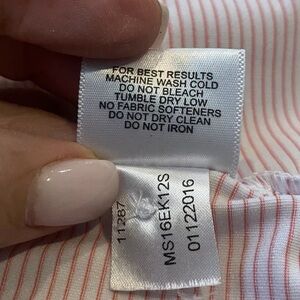 FOR BEST RESULTS
MACHINE WASH COLD
DO NOT BLEACH
TUMBLE DRY LOW
NO FABRIC SOFTENERS
DO NOT DRY CLEAN
DO NOT IRON
11287
MS16EK12S
01122016